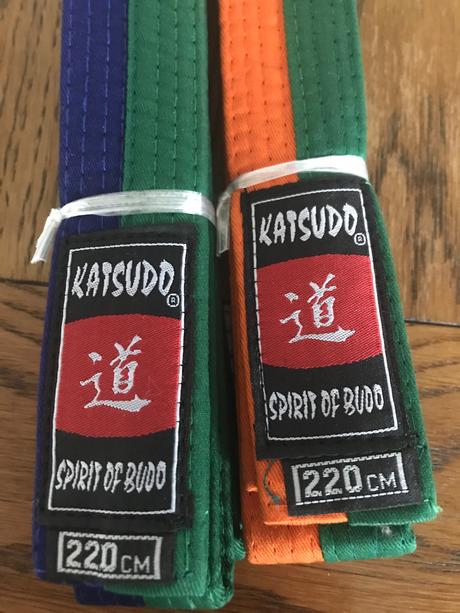 KATSUDO®
道
SPIRIT OF BUDO
220 CM
KATSUDO®
道
SPIRIT OF BUDO
220 CM